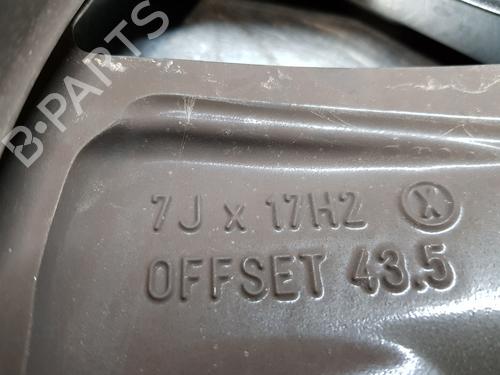 B-PARTS
7J x 17H2 X
OFFSET 43.5